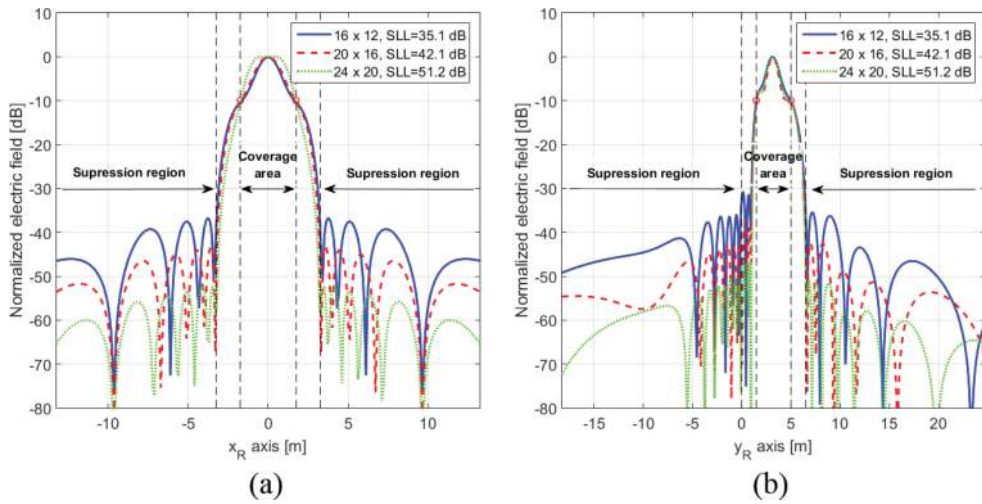 16 x 12, SLL=35.1 dB
20 x 16, SLL=42.1 dB
24 x 20, SLL=51.2 dB
Normalized electric field [dB]
10
0
-10
-20
-30
-40
-50
-60
-70
-80
Supression region
Coverage
area
Supression region
-10
-5
0
5
10
x_R axis [m]
(a)
16 x 12, SLL=35.1 dB
20 x 16, SLL=42.1 dB
24 x 20, SLL=51.2 dB
Normalized electric field [dB]
10
0
-10
-20
-30
-40
-50
-60
-70
-80
Supression region
Coverage
area
Supression region
-15
-10
-5
0
5
10
15
20
y_R axis [m]
(b)